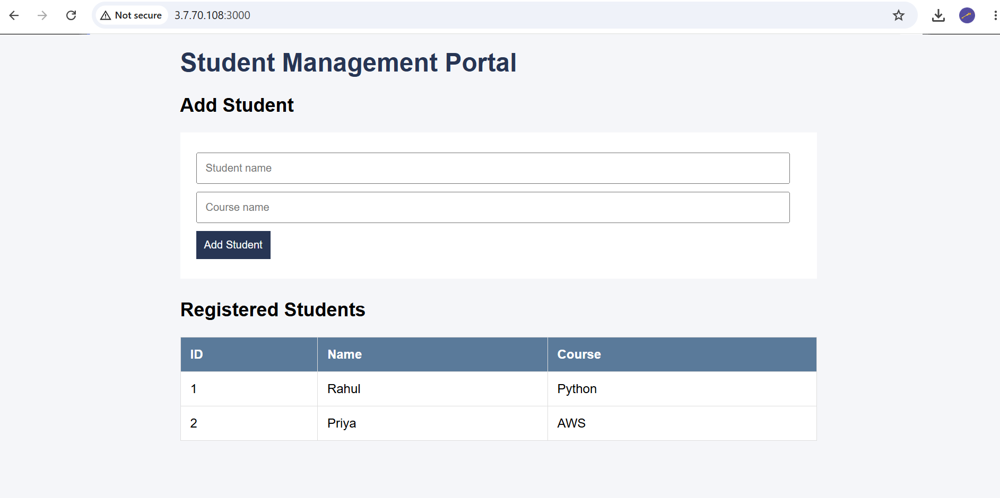 Not secure 3.7.70.108:3000
Student Management Portal
Add Student
Student name
Course name
Add Student
Registered Students
ID Name Course
1 Rahul Python
2 Priya AWS